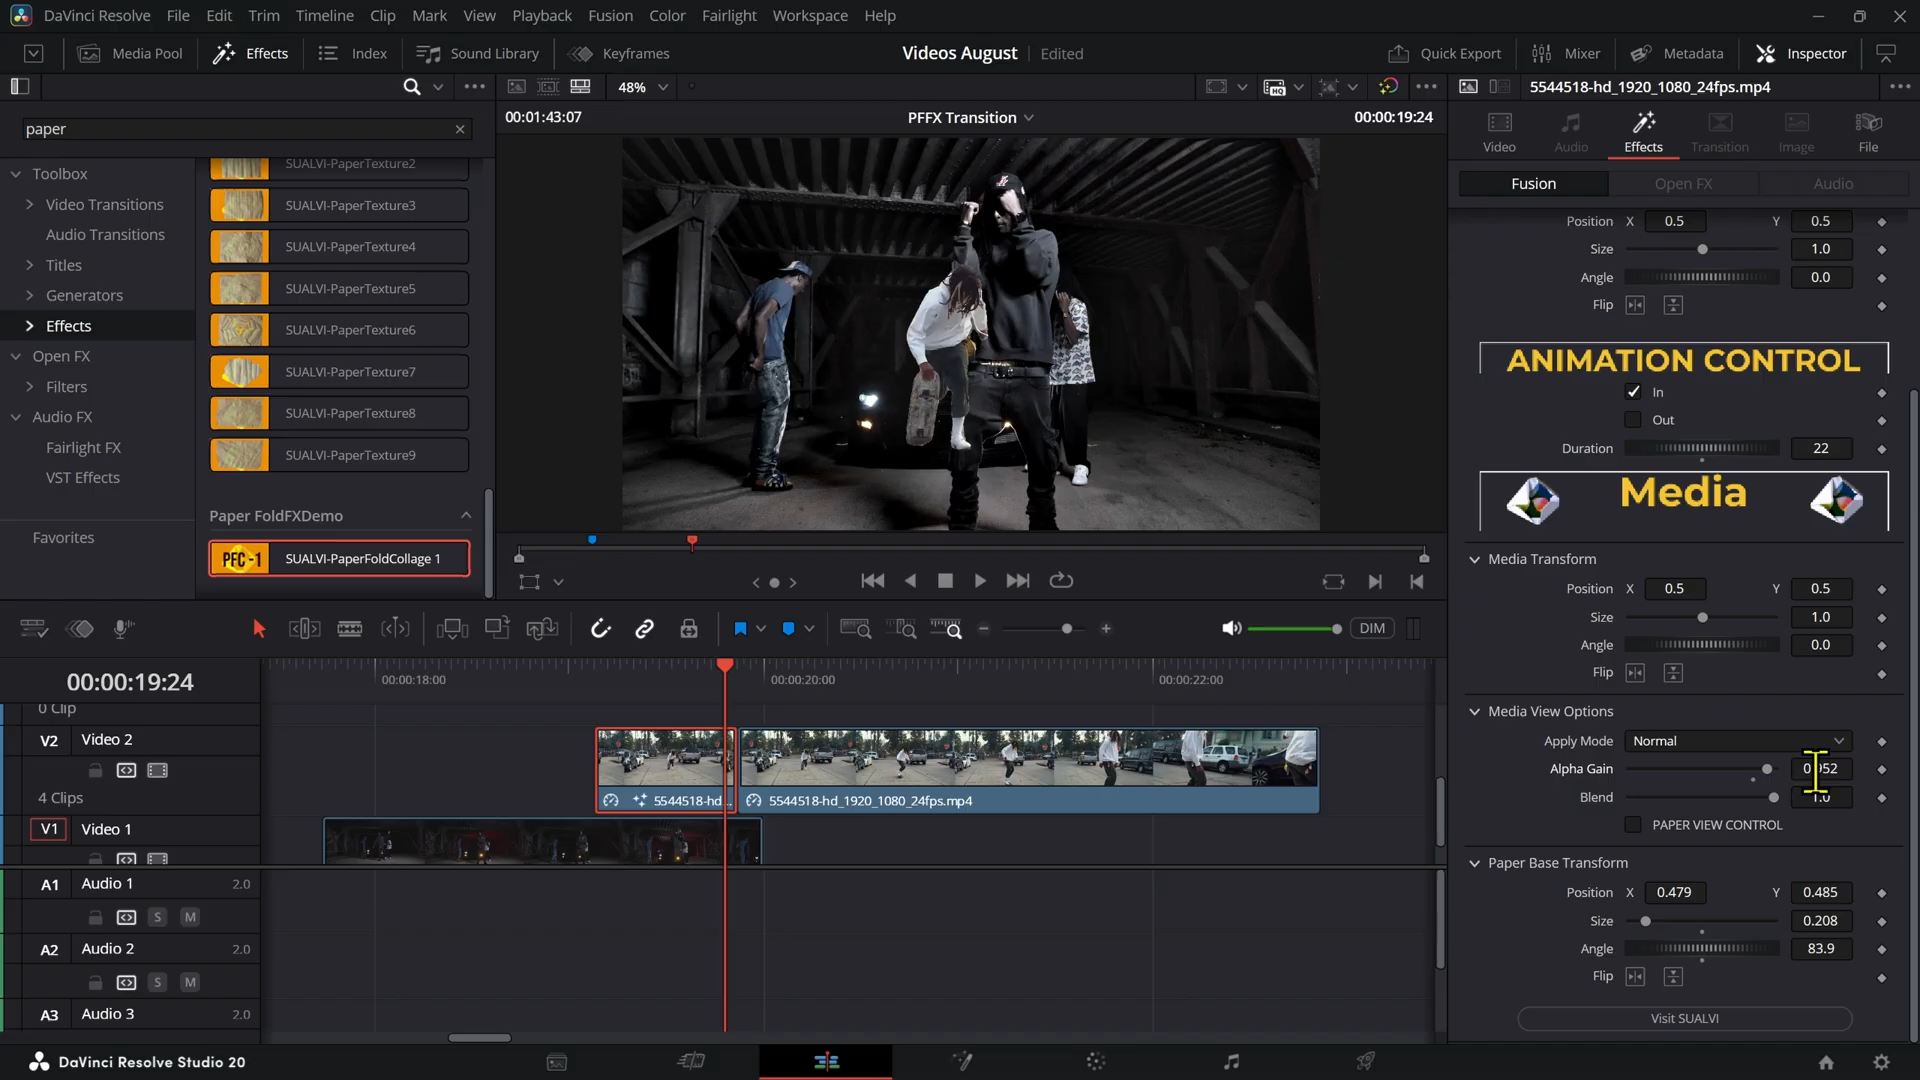 DaVinci Resolve File Edit Trim Timeline Clip Mark View Playback Fusion Color Fairlight Workspace Help
Media Pool Effects Index Sound Library Keyframes Videos August Edited Quick Export Mixer Metadata Inspector
48% 5544518-hd_1920_1080_24fps.mp4
paper
00:01:43:07 PFFX Transition 00:00:19:24
Video Audio Effects Transition Image File
Fusion Open FX Audio
Toolbox
Video Transitions
Audio Transitions
Titles
Generators
Effects
Open FX
Filters
Audio FX
Fairlight FX
VST Effects
Favorites
SUALVI-PaperTexture2
SUALVI-PaperTexture3
SUALVI-PaperTexture4
SUALVI-PaperTexture5
SUALVI-PaperTexture6
SUALVI-PaperTexture7
SUALVI-PaperTexture8
SUALVI-PaperTexture9
Paper FoldFXDemo
PFC -1 SUALVI-PaperFoldCollage 1
Position X 0.5 Y 0.5
Size 1.0
Angle 0.0
Flip
ANIMATION CONTROL
In
Out
Duration 22
Media
Media Transform
Position X 0.5 Y 0.5
Size 1.0
Angle 0.0
Flip
Media View Options
Apply Mode Normal
Alpha Gain
Blend 1.0
PAPER VIEW CONTROL
Paper Base Transform
Position X 0.479 Y 0.485
Size 0.208
Angle 83.9
Flip
Visit SUALVI
DIM
00:00:19:24 00:00:18:00 00:00:20:00 00:00:22:00
0 Clip
V2 Video 2
4 Clips
5544518-hd... 5544518-hd_1920_1080_24fps.mp4
V1 Video 1
A1 Audio 1 2.0
S M
A2 Audio 2 2.0
S M
A3 Audio 3 2.0
DaVinci Resolve Studio 20